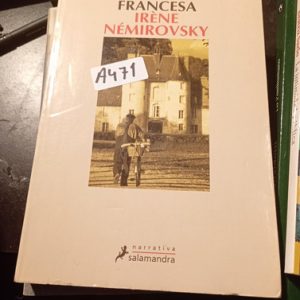 FRANCESA
IRÈNE
NÉMIROVSKY
A471
narrativa
salamandra